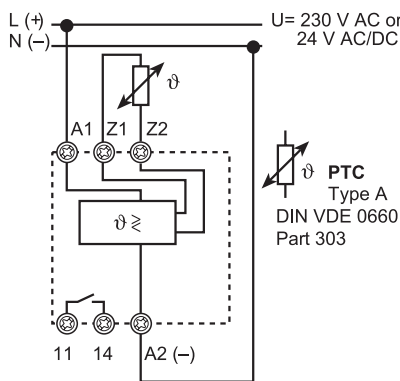 L (+)
U= 230 V AC or
N (–)
24 V AC/DC
ϑ
A1 Z1 Z2
ϑ PTC
Type A
DIN VDE 0660
Part 303
ϑ ≷
11 14 A2 (–)